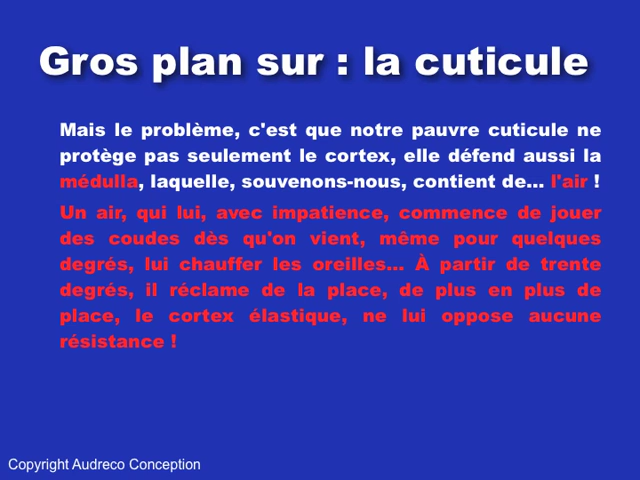 Gros plan sur : la cuticule
Mais le problème, c'est que notre pauvre cuticule ne
protège pas seulement le cortex, elle défend aussi la
médulla, laquelle, souvenons-nous, contient de... l'air !
Un air, qui lui, avec impatience, commence de jouer
des coudes dès qu'on vient, même pour quelques
degrés, lui chauffer les oreilles... À partir de trente
degrés, il réclame de la place, de plus en plus de
place, le cortex élastique, ne lui oppose aucune
résistance !
Copyright Audreco Conception